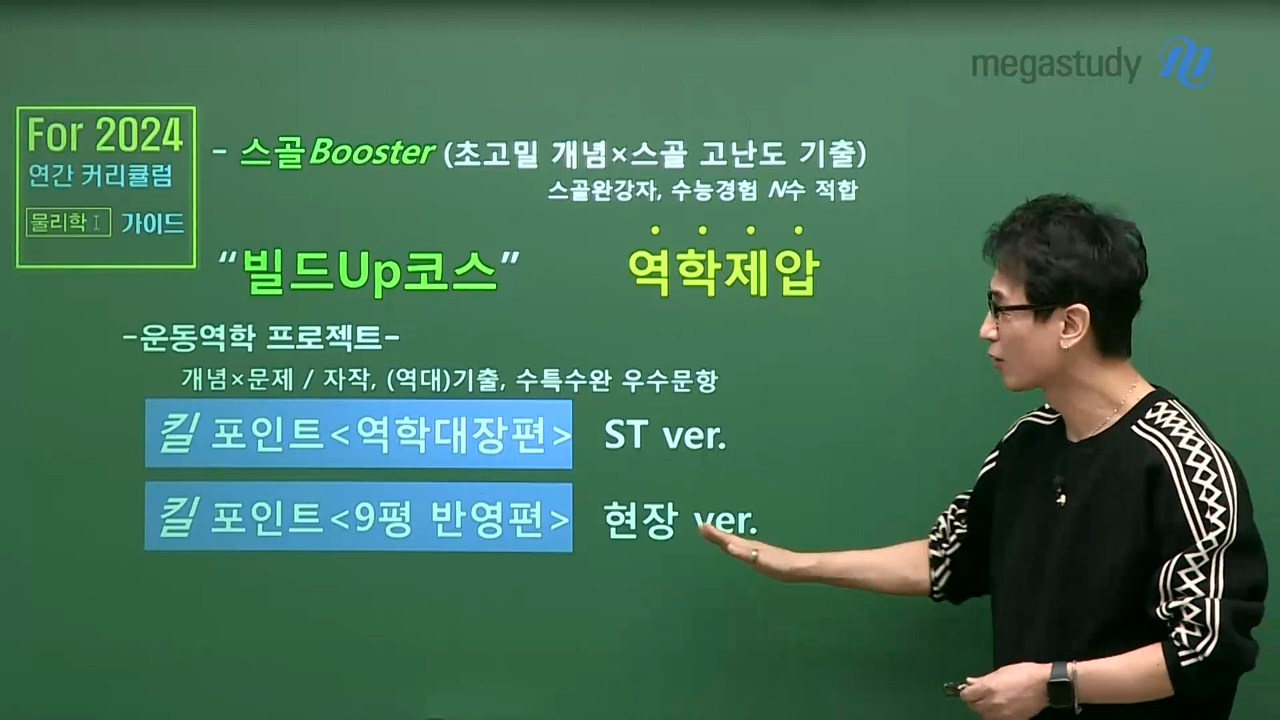 megastudy
For 2024
연간 커리큘럼
물리학Ⅰ 가이드
- 스골Booster (초고밀 개념×스골 고난도 기출)
스골완강자, 수능경험 N수 적합
“빌드Up코스” 역학제압
-운동역학 프로젝트-
개념×문제 / 자작, (역대)기출, 수특수완 우수문항
킬 포인트<역학대장편> ST ver.
킬 포인트<9평 반영편> 현장 ver.